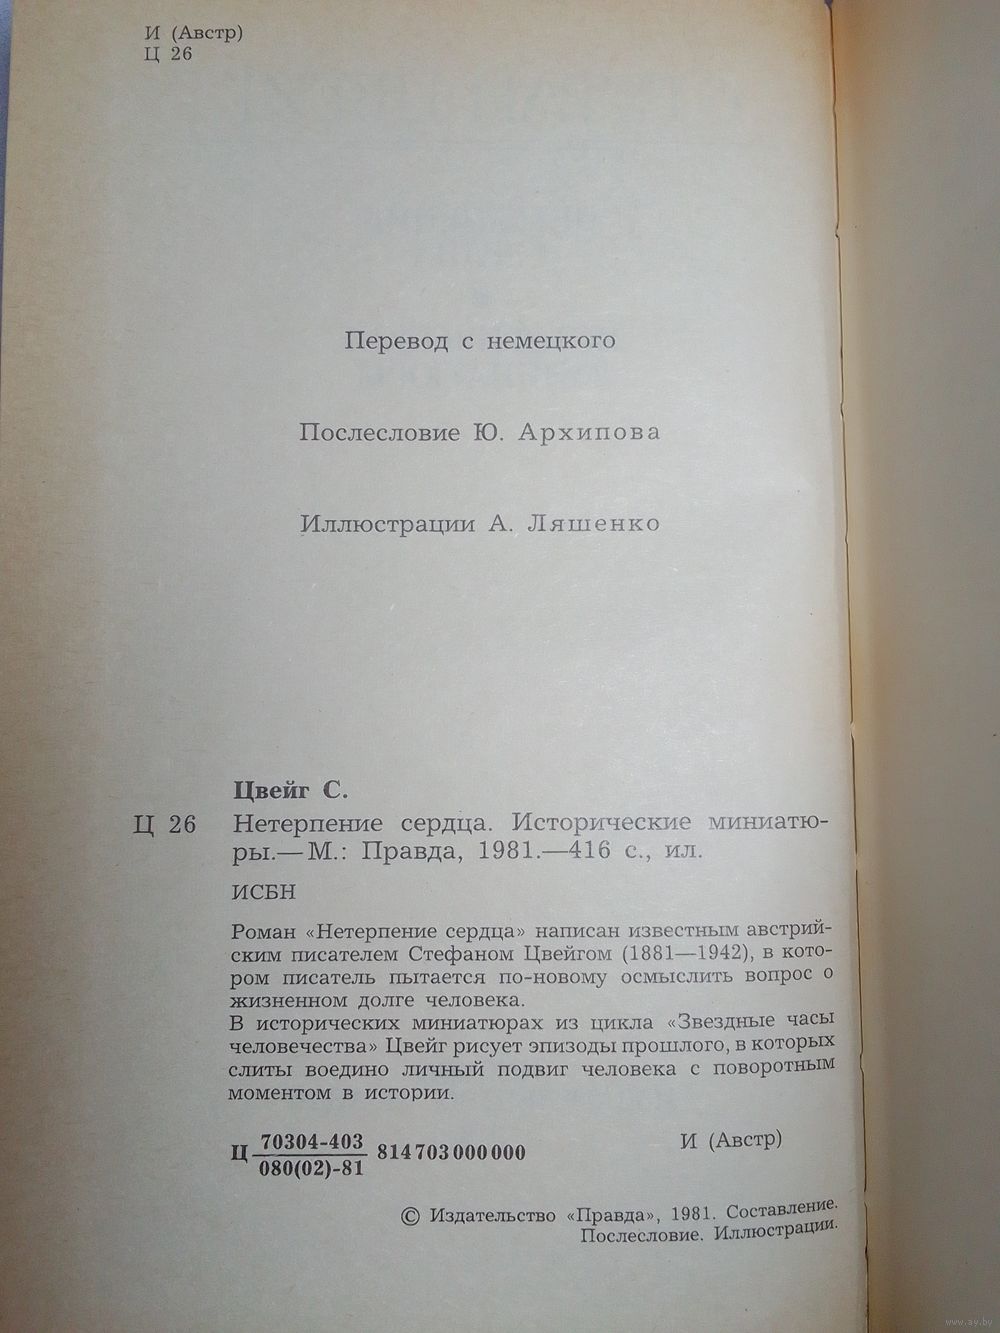 И (Австр)
Ц 26
Перевод с немецкого
Послесловие Ю. Архипова
Иллюстрации А. Ляшенко
Цвейг С.
Ц 26 Нетерпение сердца. Исторические миниатю-
ры.—М.: Правда, 1981.—416 с., ил.
ИСБН
Роман «Нетерпение сердца» написан известным австрий-
ским писателем Стефаном Цвейгом (1881—1942), в кото-
ром писатель пытается по-новому осмыслить вопрос о
жизненном долге человека.
В исторических миниатюрах из цикла «Звездные часы
человечества» Цвейг рисует эпизоды прошлого, в которых
слиты воедино личный подвиг человека с поворотным
моментом в истории.
70304-403
Ц 814703000000 И (Австр)
080(02)-81
© Издательство «Правда», 1981. Составление.
Послесловие. Иллюстрации.
www.ay.by